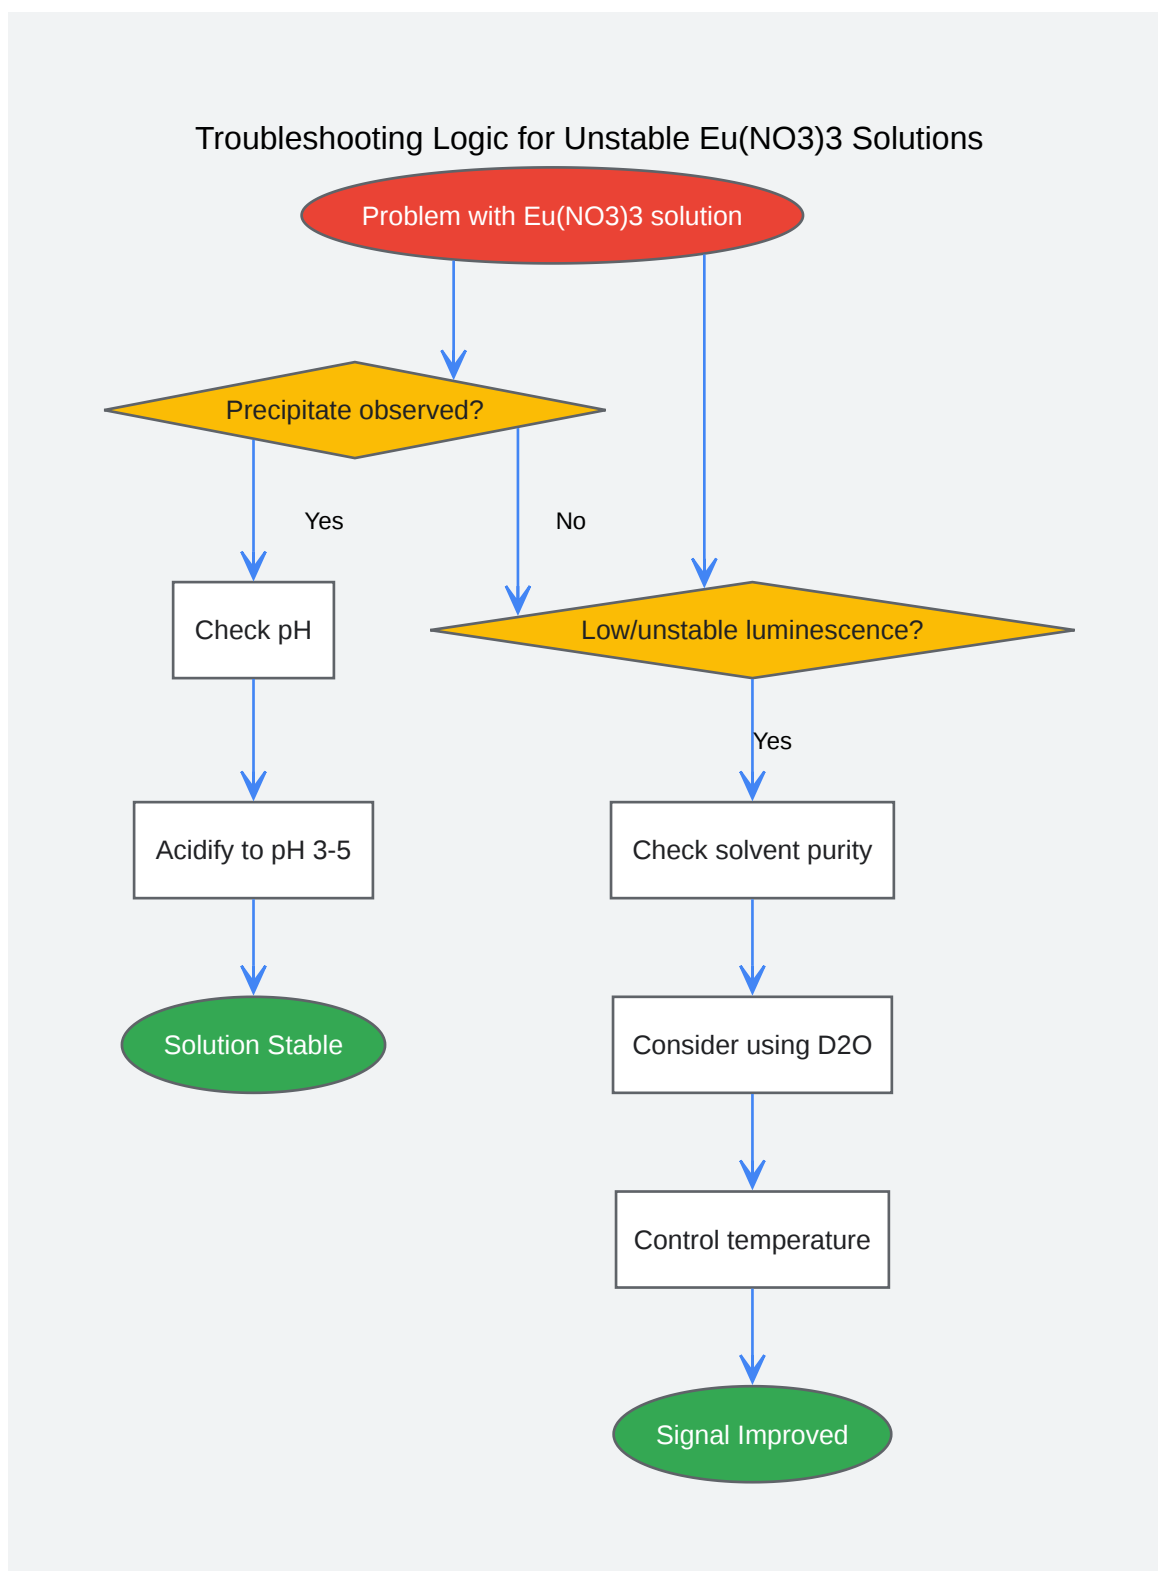 Troubleshooting Logic for Unstable Eu(NO3)3 Solutions
Problem with Eu(NO3)3 solution
Precipitate observed?
Yes
No
Check pH
Low/unstable luminescence?
Yes
Acidify to pH 3-5
Check solvent purity
Solution Stable
Consider using D2O
Control temperature
Signal Improved